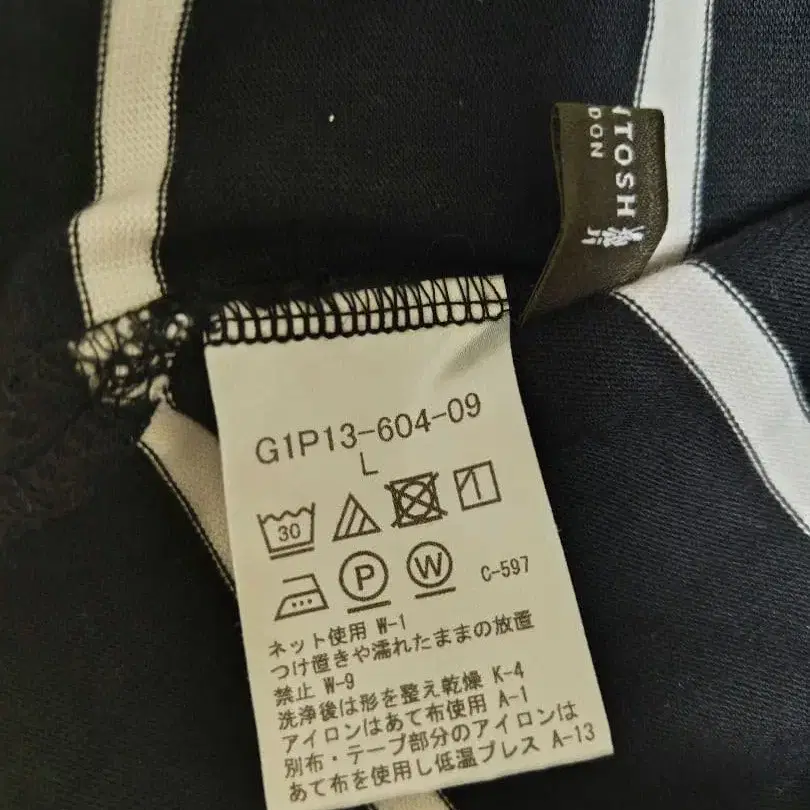 NTOSH
DON
G1P13-604-09
L
30
P W C-597
ネット使用 W-1
つけ置きや濡れたままの放置
禁止 W-9
洗浄後は形を整え乾燥 K-4
アイロンはあて布使用 A-1
別布・テープ部分のアイロンは
あて布を使用し低温プレス A-13